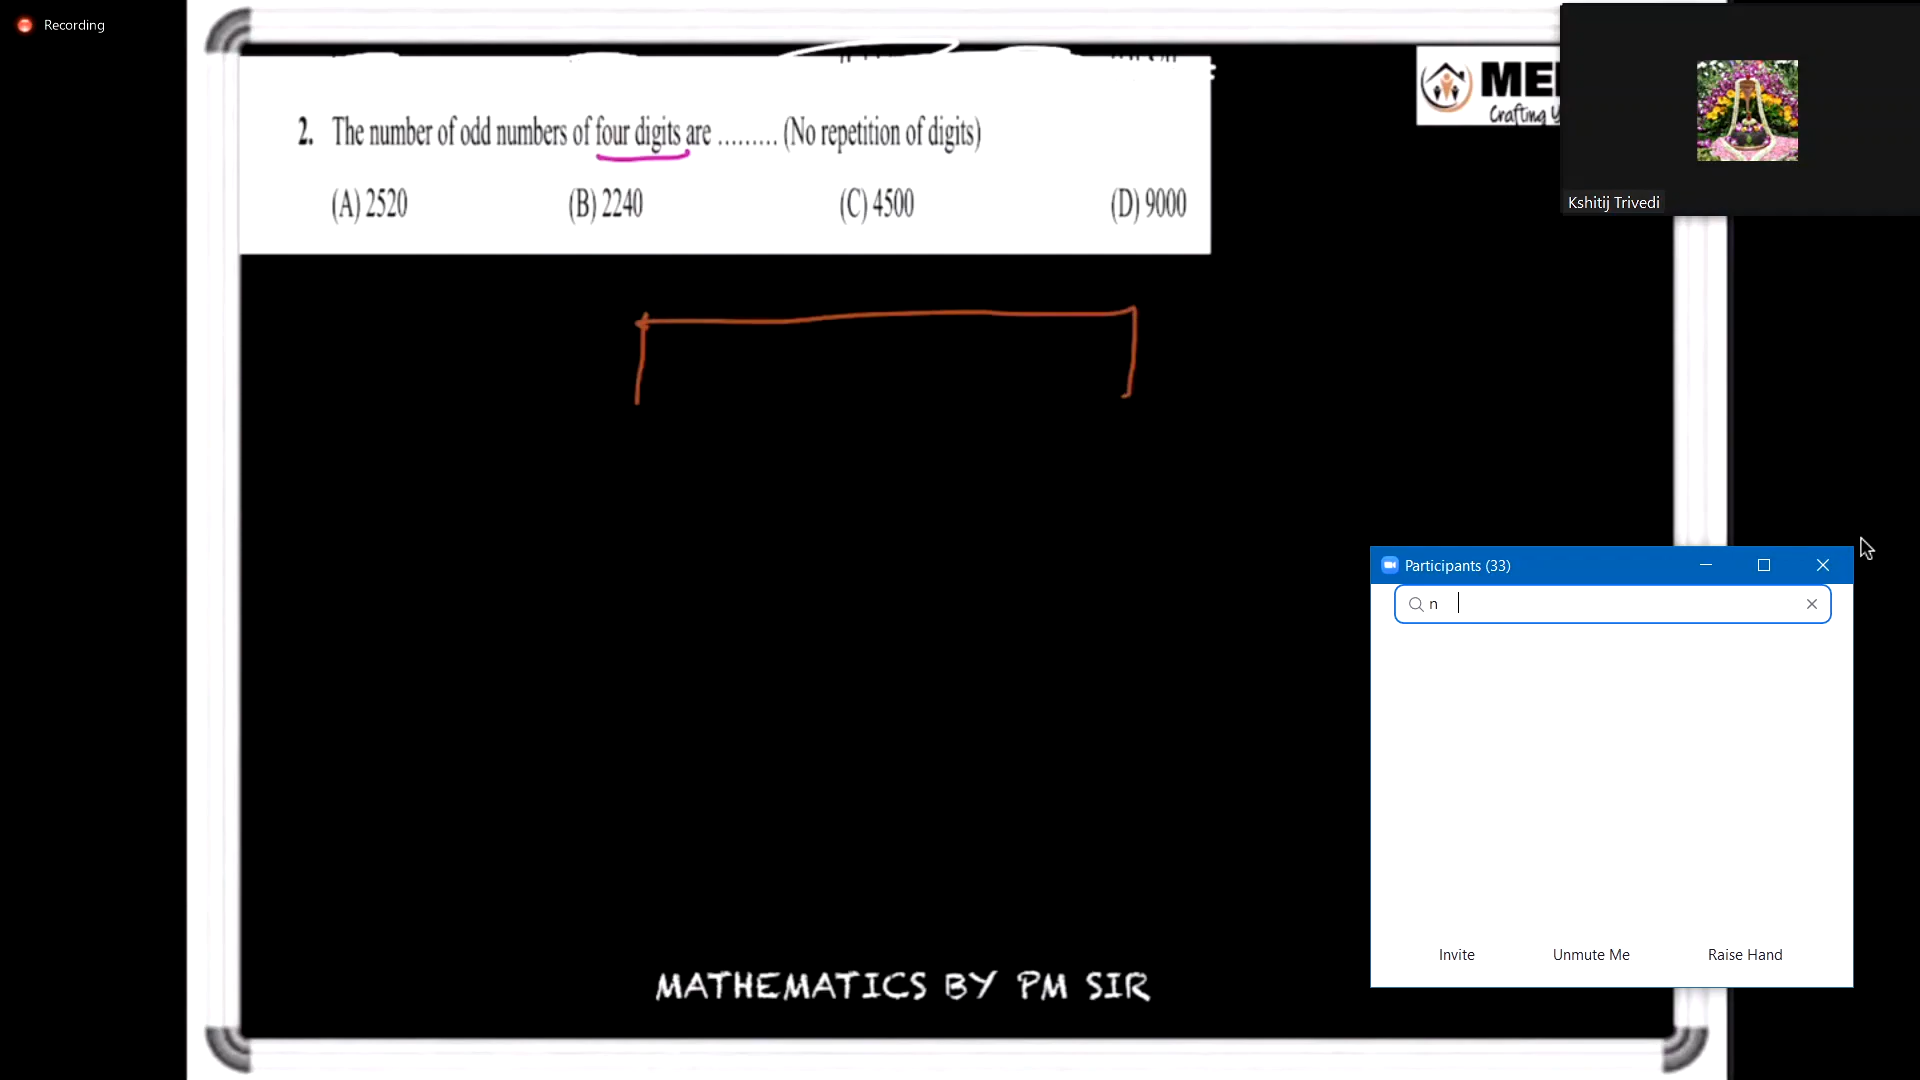 Recording
2. The number of odd numbers of four digits are ......... (No repetition of digits)
(A) 2520 (B) 2240 (C) 4500 (D) 9000
Crafting
Kshitij Trivedi
Participants (33)
n
Invite Unmute Me Raise Hand
MATHEMATICS BY PM SIR